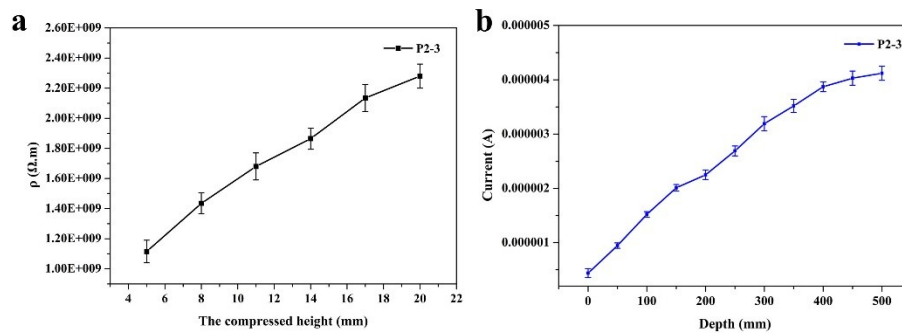 a
P2-3
2.60E+009
2.40E+009
2.20E+009
2.00E+009
1.80E+009
1.60E+009
1.40E+009
1.20E+009
1.00E+009
ρ (Ω.m)
4 6 8 10 12 14 16 18 20 22
The compressed height (mm)
b
P2-3
0.000005
0.000004
0.000003
0.000002
0.000001
Current (A)
0 100 200 300 400 500
Depth (mm)